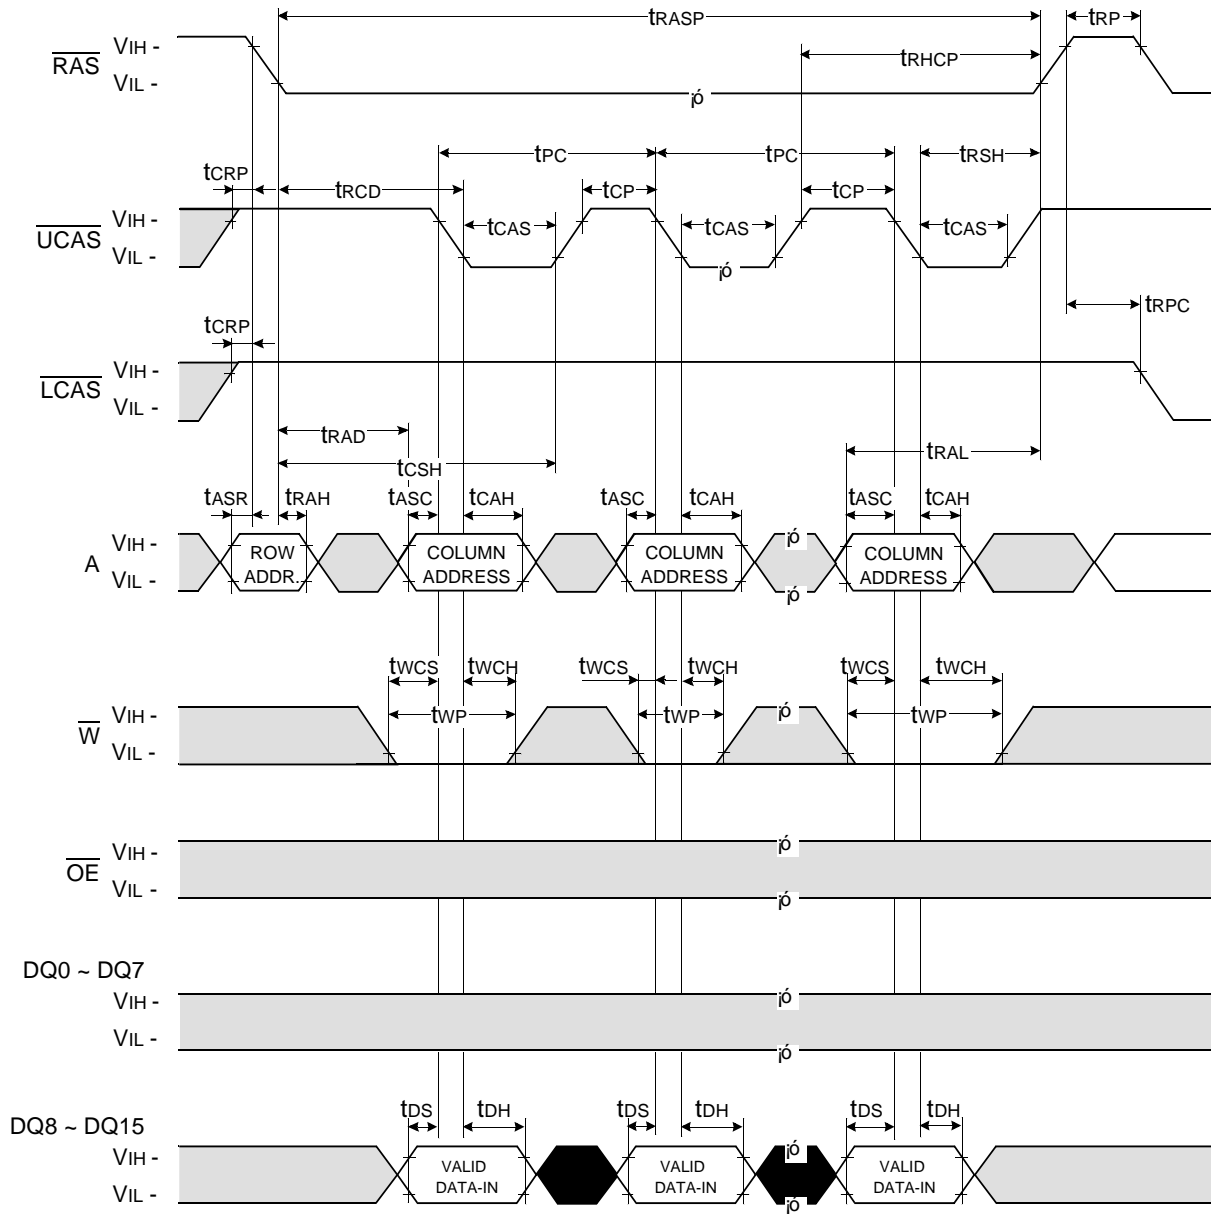 tRASP tRP
RAS VIH -
VIL -
tRHCP
¡ó
tCRP tRCD tPC tCP tPC tCP tRSH
UCAS VIH -
VIL -
tCAS tCAS tCAS
¡ó
tRPC
tCRP
LCAS VIH -
VIL -
tRAD
tCSH
tRAL
tASR tRAH tASC tCAH tASC tCAH tASC tCAH
A VIH -
VIL -
ROW
ADDR.
COLUMN
ADDRESS
COLUMN
ADDRESS
¡ó
¡ó
COLUMN
ADDRESS
tWCS tWCH tWCS tWCH tWCS tWCH
tWP tWP tWP
W VIH -
VIL -
¡ó
OE VIH -
VIL -
¡ó
¡ó
DQ0 ~ DQ7
VIH -
VIL -
¡ó
¡ó
DQ8 ~ DQ15
tDS tDH tDS tDH tDS tDH
VIH -
VIL -
VALID
DATA-IN
VALID
DATA-IN
¡ó
¡ó
VALID
DATA-IN